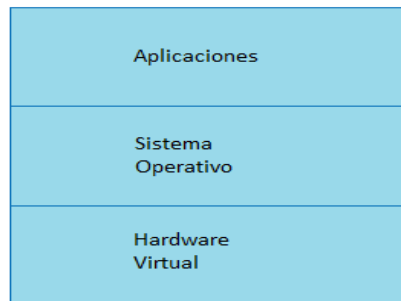 Aplicaciones
Sistema
Operativo
Hardware
Virtual